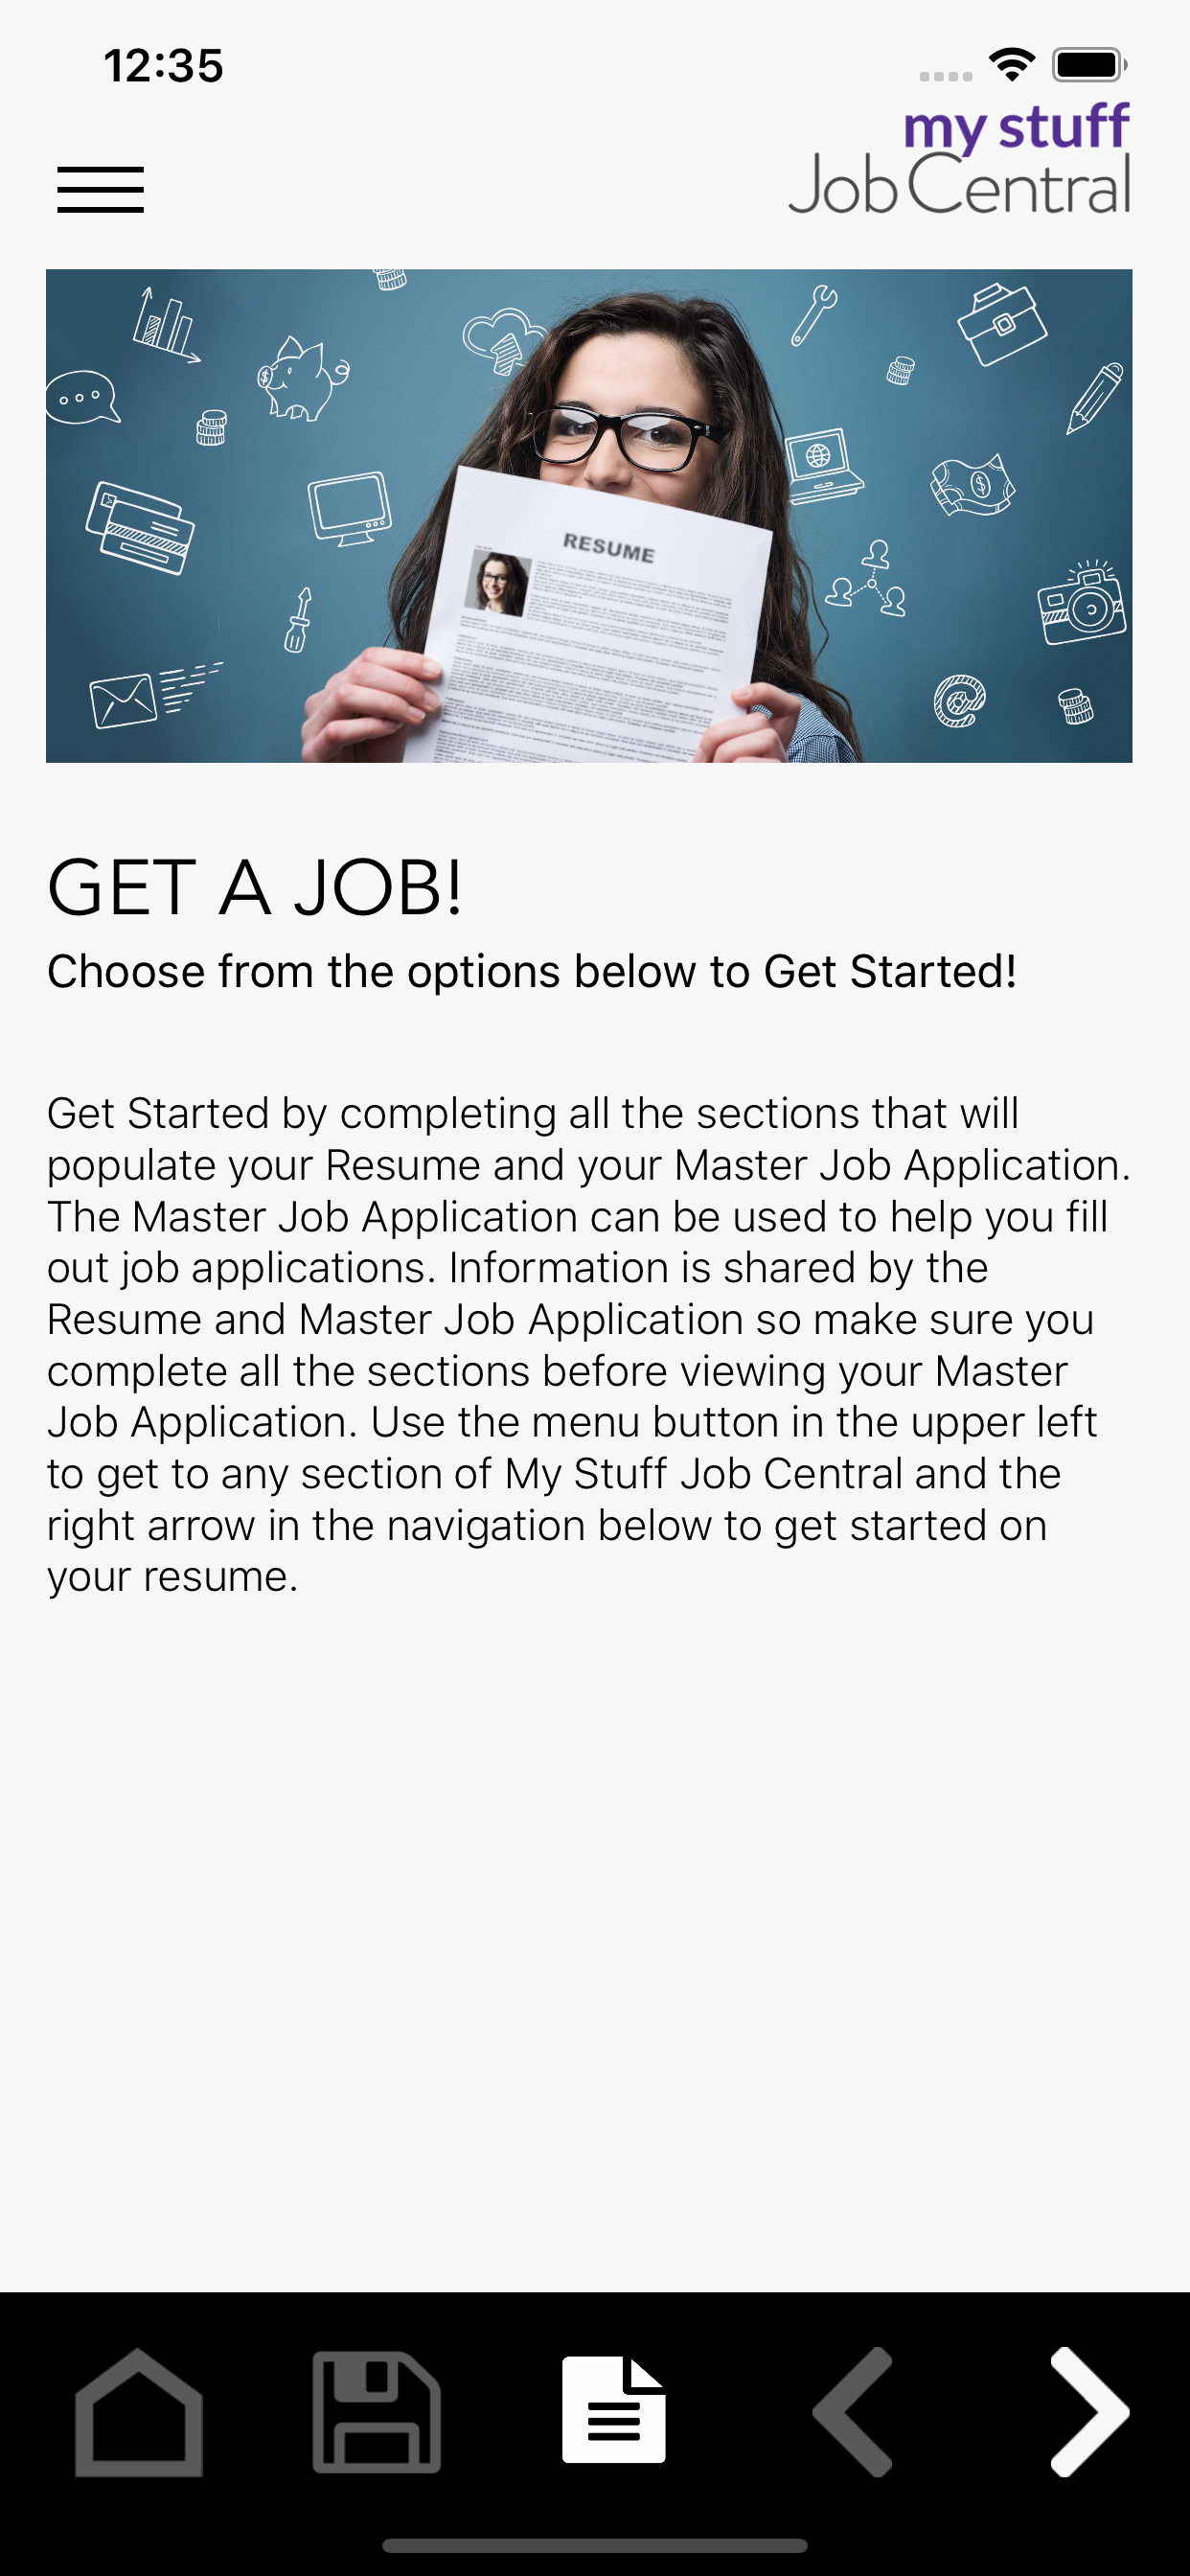 12:35
my stuff
Job Central
RESUME
GET A JOB!
Choose from the options below to Get Started!
Get Started by completing all the sections that will
populate your Resume and your Master Job Application.
The Master Job Application can be used to help you fill
out job applications. Information is shared by the
Resume and Master Job Application so make sure you
complete all the sections before viewing your Master
Job Application. Use the menu button in the upper left
to get to any section of My Stuff Job Central and the
right arrow in the navigation below to get started on
your resume.